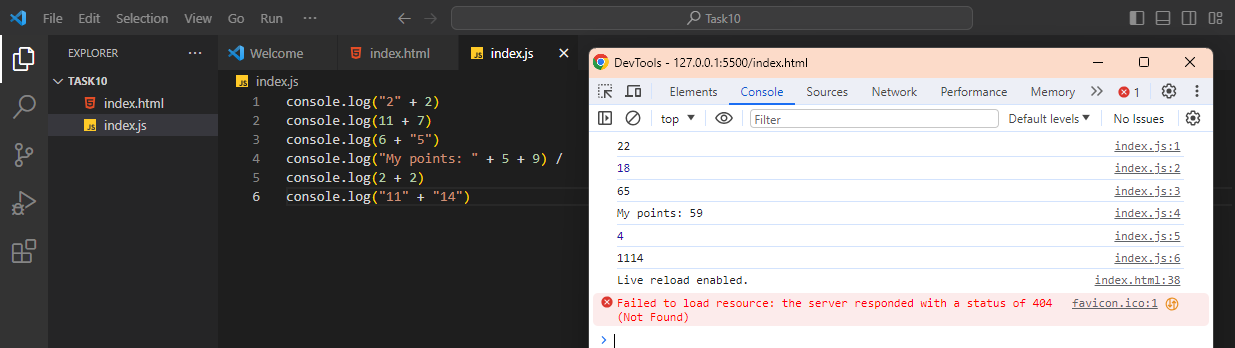 File Edit Selection View Go Run ··· Task10
EXPLORER ···
TASK10
index.html
index.js
Welcome index.html index.js
index.js
1 console.log("2" + 2)
2 console.log(11 + 7)
3 console.log(6 + "5")
4 console.log("My points: " + 5 + 9) /
5 console.log(2 + 2)
6 console.log("11" + "14")
DevTools - 127.0.0.1:5500/index.html
Elements Console Sources Network Performance Memory 1
top Filter Default levels No Issues
22 index.js:1
18 index.js:2
65 index.js:3
My points: 59 index.js:4
4 index.js:5
1114 index.js:6
Live reload enabled. index.html:38
Failed to load resource: the server responded with a status of 404 favicon.ico:1
(Not Found)